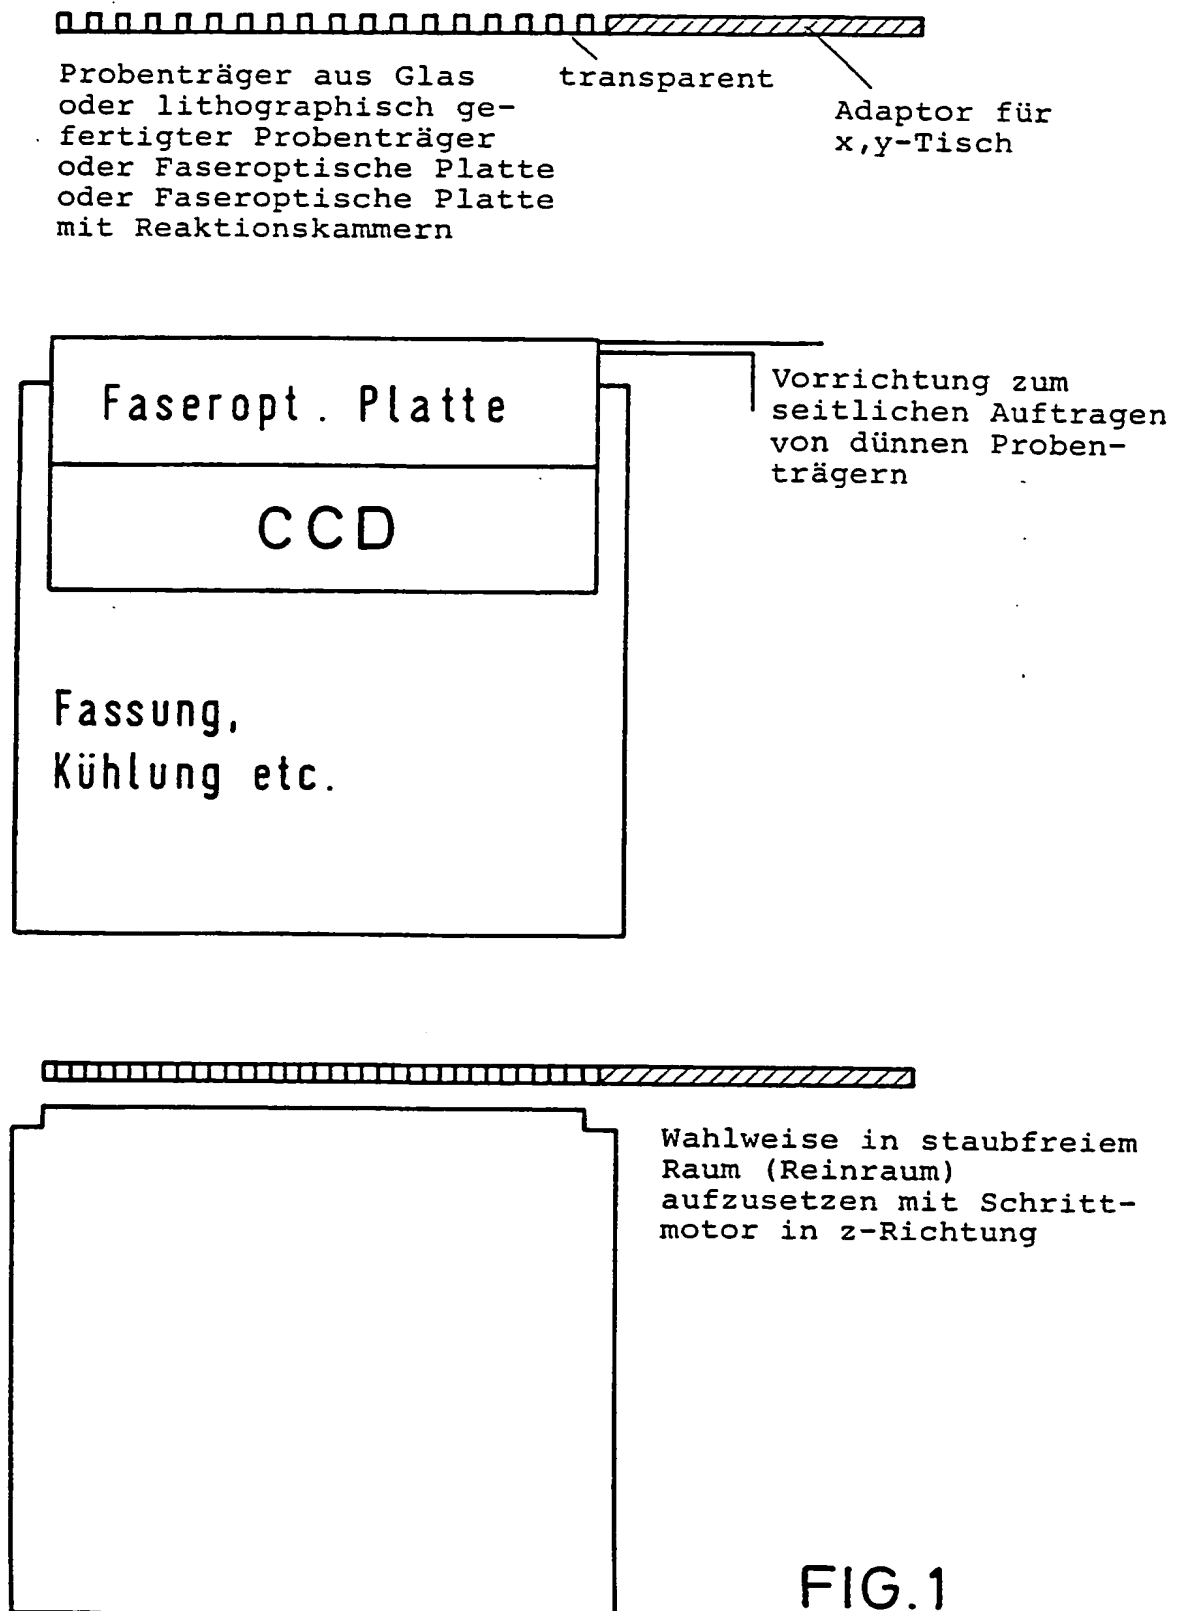 Probenträger aus Glas
oder lithographisch ge-
fertigter Probenträger
oder Faseroptische Platte
oder Faseroptische Platte
mit Reaktionskammern
transparent
Adaptor für
x,y-Tisch
Faseropt. Platte
CCD
Vorrichtung zum
seitlichen Auftragen
von dünnen Proben-
trägern
Fassung,
Kühlung etc.
Wahlweise in staubfreiem
Raum (Reinraum)
aufzusetzen mit Schritt-
motor in z-Richtung
FIG.1